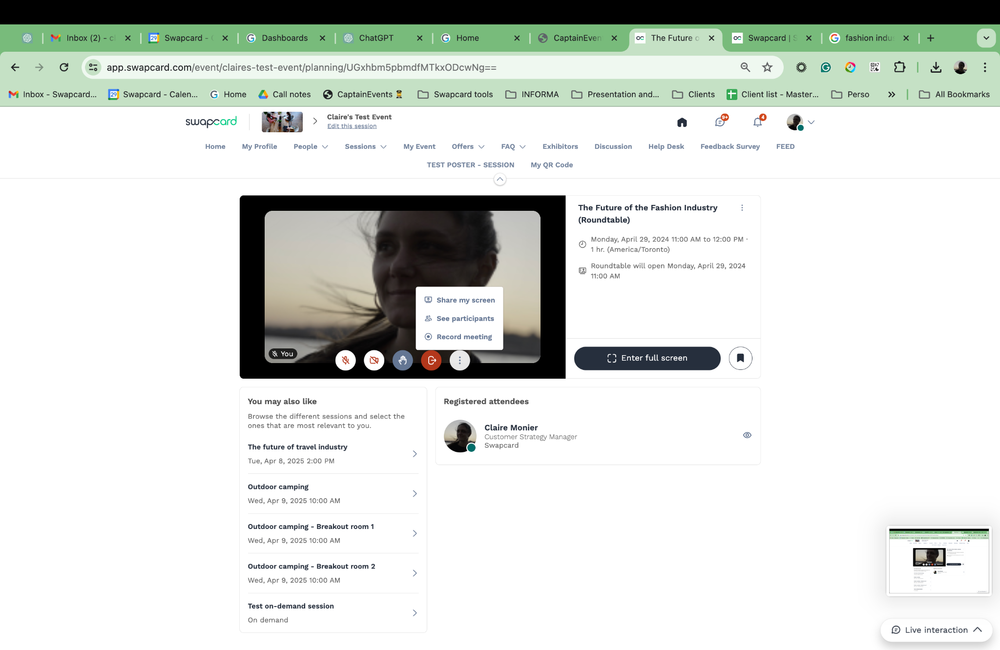 Inbox (2) - c
29
Swapcard -
Dashboards
ChatGPT
Home
CaptainEven
The Future o
Swapcard | S
fashion indu
app.swapcard.com/event/claires-test-event/planning/UGxhbm5pbmdfMTkxODcwNg==
Inbox - Swapcard...
29
Swapcard - Calen...
Home
Call notes
CaptainEvents
Swapcard tools
INFORMA
Presentation and...
Clients
Client list - Master...
Perso
All Bookmarks
swapcard
Claire's Test Event
Edit this session
9+
4
Home
My Profile
People
Sessions
My Event
Offers
FAQ
Exhibitors
Discussion
Help Desk
Feedback Survey
FEED
TEST POSTER - SESSION
My QR Code
The Future of the Fashion Industry
(Roundtable)
Monday, April 29, 2024 11:00 AM to 12:00 PM ·
1 hr. (America/Toronto)
Roundtable will open Monday, April 29, 2024
11:00 AM
Share my screen
See participants
Record meeting
You
Enter full screen
You may also like
Browse the different sessions and select the
ones that are most relevant to you.
The future of travel industry
Tue, Apr 8, 2025 2:00 PM
Outdoor camping
Wed, Apr 9, 2025 10:00 AM
Outdoor camping - Breakout room 1
Wed, Apr 9, 2025 10:00 AM
Outdoor camping - Breakout room 2
Wed, Apr 9, 2025 10:00 AM
Test on-demand session
On demand
Registered attendees
Claire Monier
Customer Strategy Manager
Swapcard
Live interaction